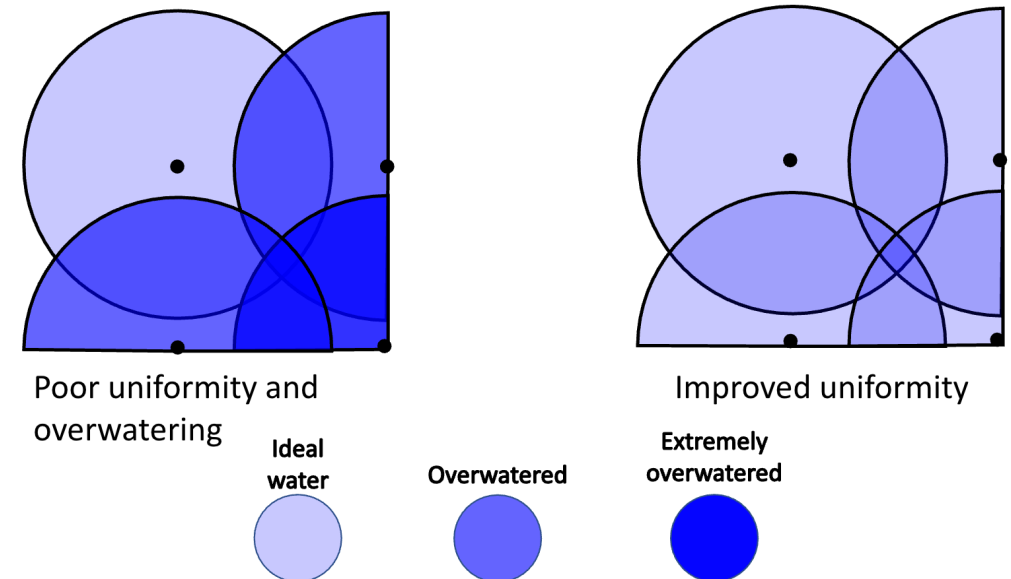 Poor uniformity and
overwatering
Improved uniformity
Ideal
water
Overwatered
Extremely
overwatered